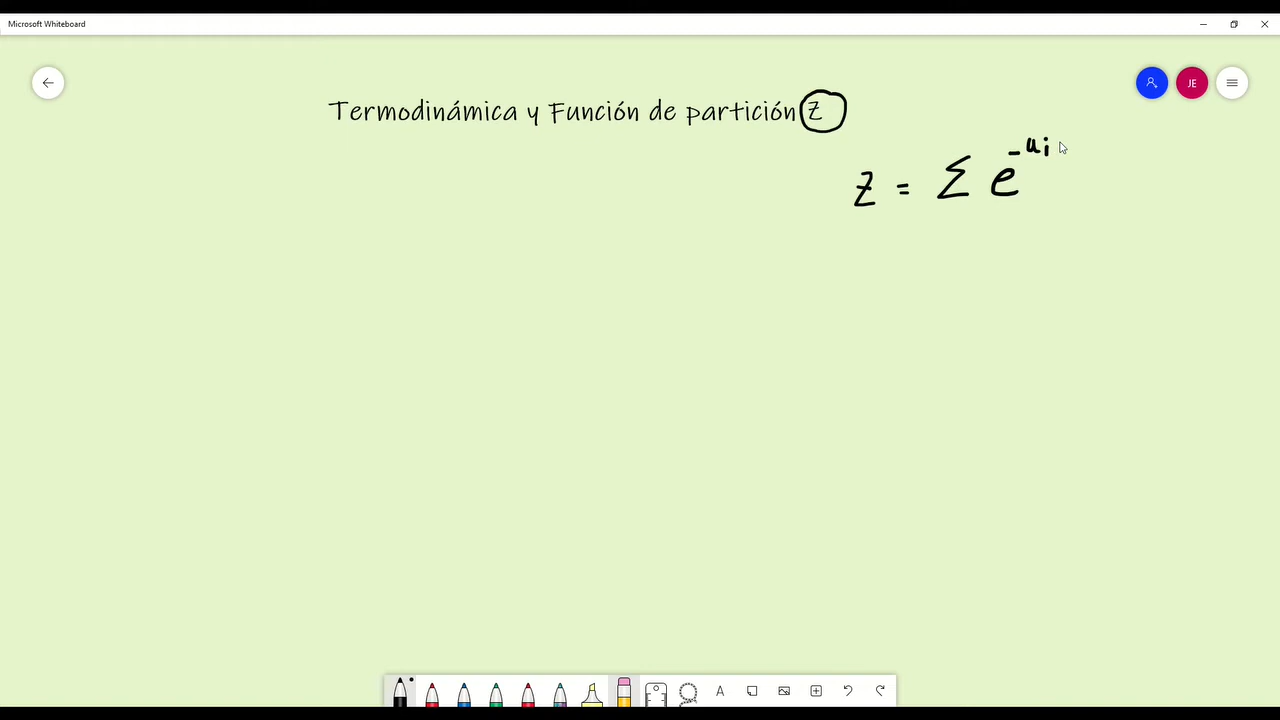 Microsoft Whiteboard
JE
Termodinámica y Función de partición z
z = Σ e^-ui
A